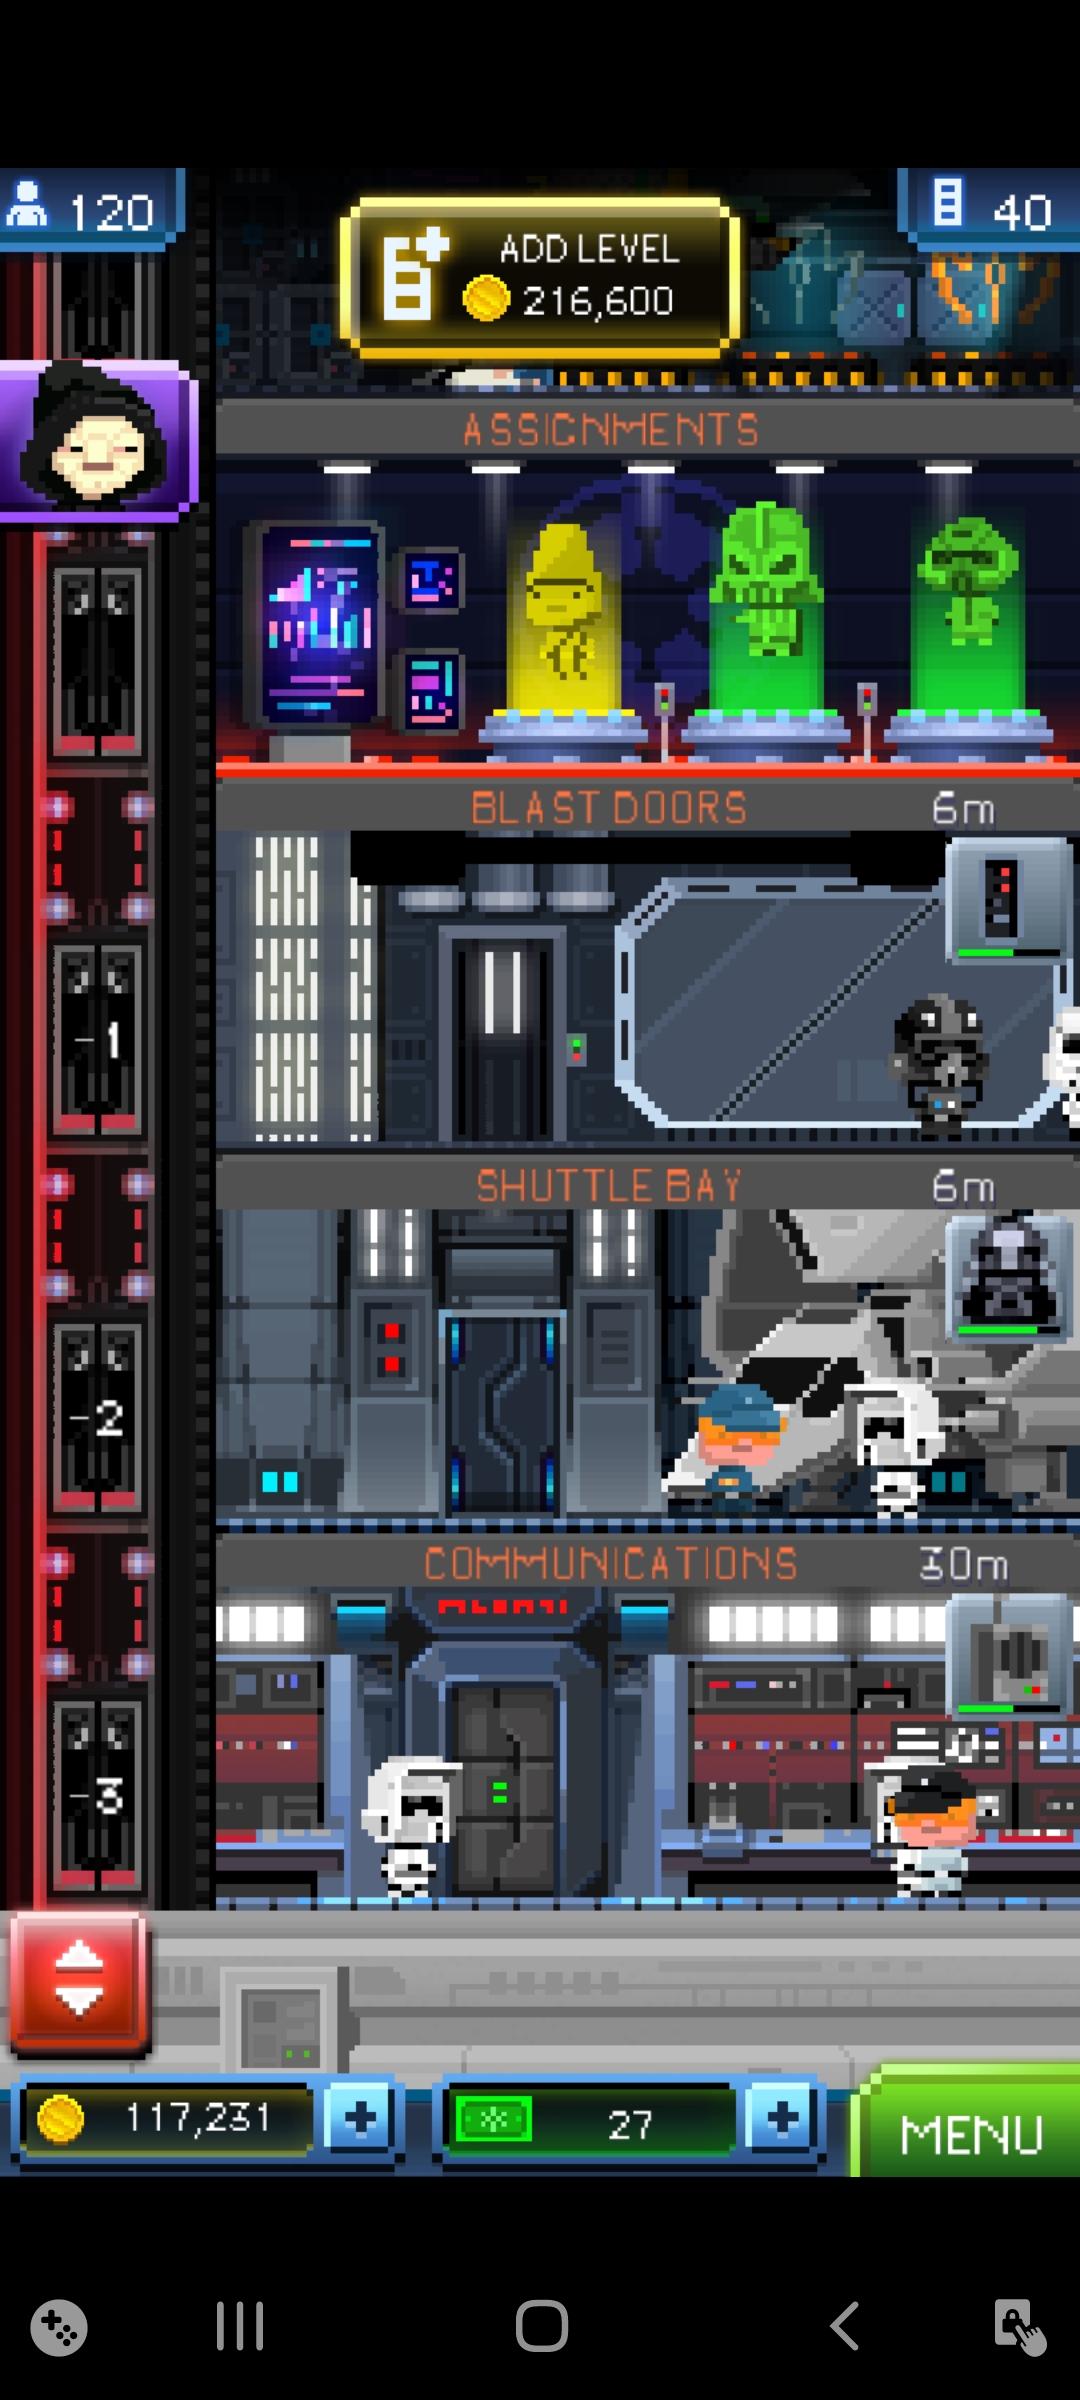 120
ADD LEVEL
216,600
40
ASSIGNMENTS
BLAST DOORS 6m
-1
SHUTTLE BAY 6m
-2
COMMUNICATIONS 30m
-3
117,231
27
MENU